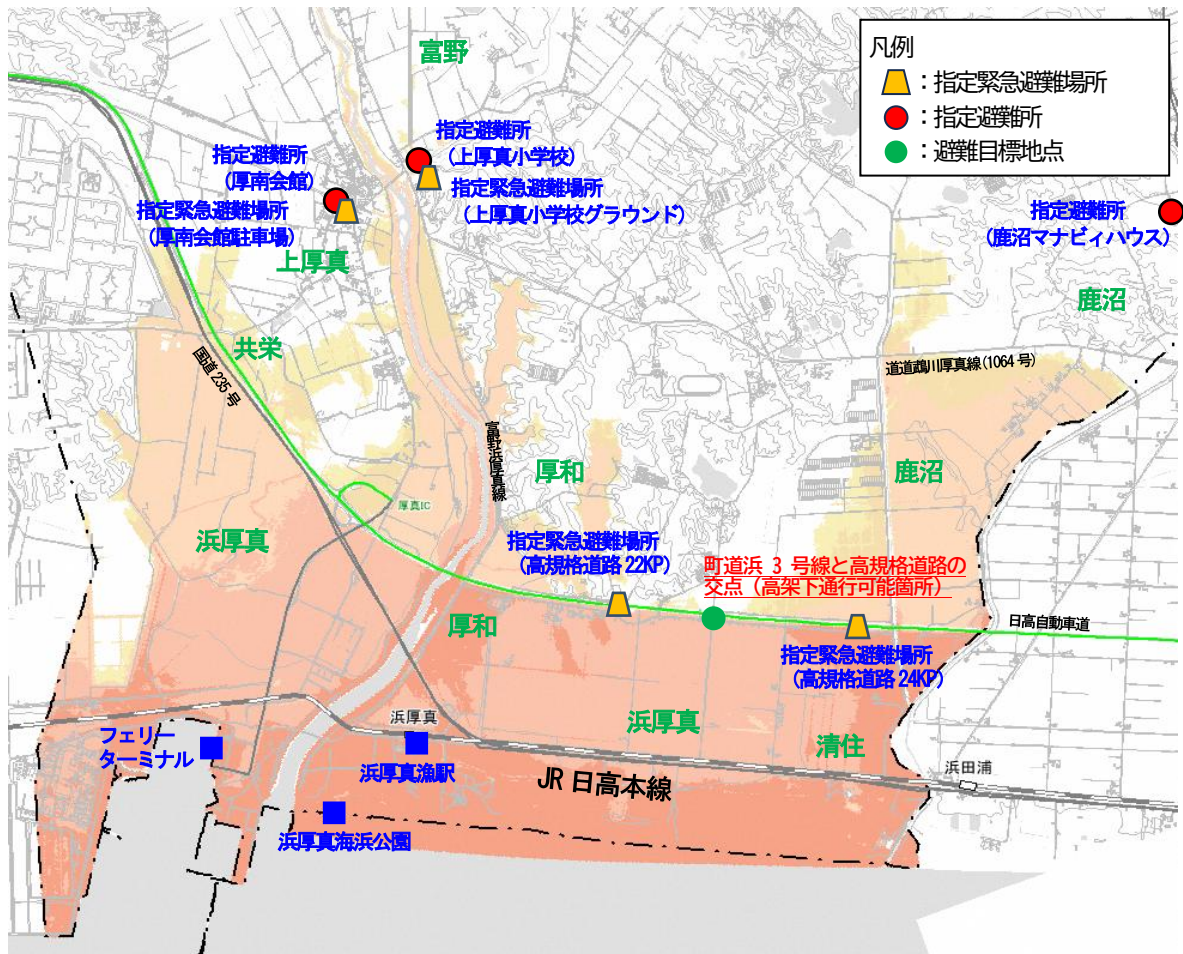 凡例
：指定緊急避難場所
：指定避難所
：避難目標地点
富野
指定避難所
（上厚真小学校）
指定避難所
（厚南会館）
指定緊急避難場所
（上厚真小学校グラウンド）
指定緊急避難場所
（厚南会館駐車場）
指定避難所
（鹿沼マナビィハウス）
上厚真
鹿沼
共栄
国道235号
道道鵡川厚真線（1064号）
富野浜厚真線
厚和
鹿沼
厚真IC
浜厚真
指定緊急避難場所
（高規格道路22KP）
町道浜 3 号線と高規格道路の
交点（高架下通行可能箇所）
日高自動車道
厚和
指定緊急避難場所
（高規格道路24KP）
浜厚真
浜厚真
清住
フェリー
ターミナル
浜厚真漁駅
浜田浦
JR 日高本線
浜厚真海浜公園